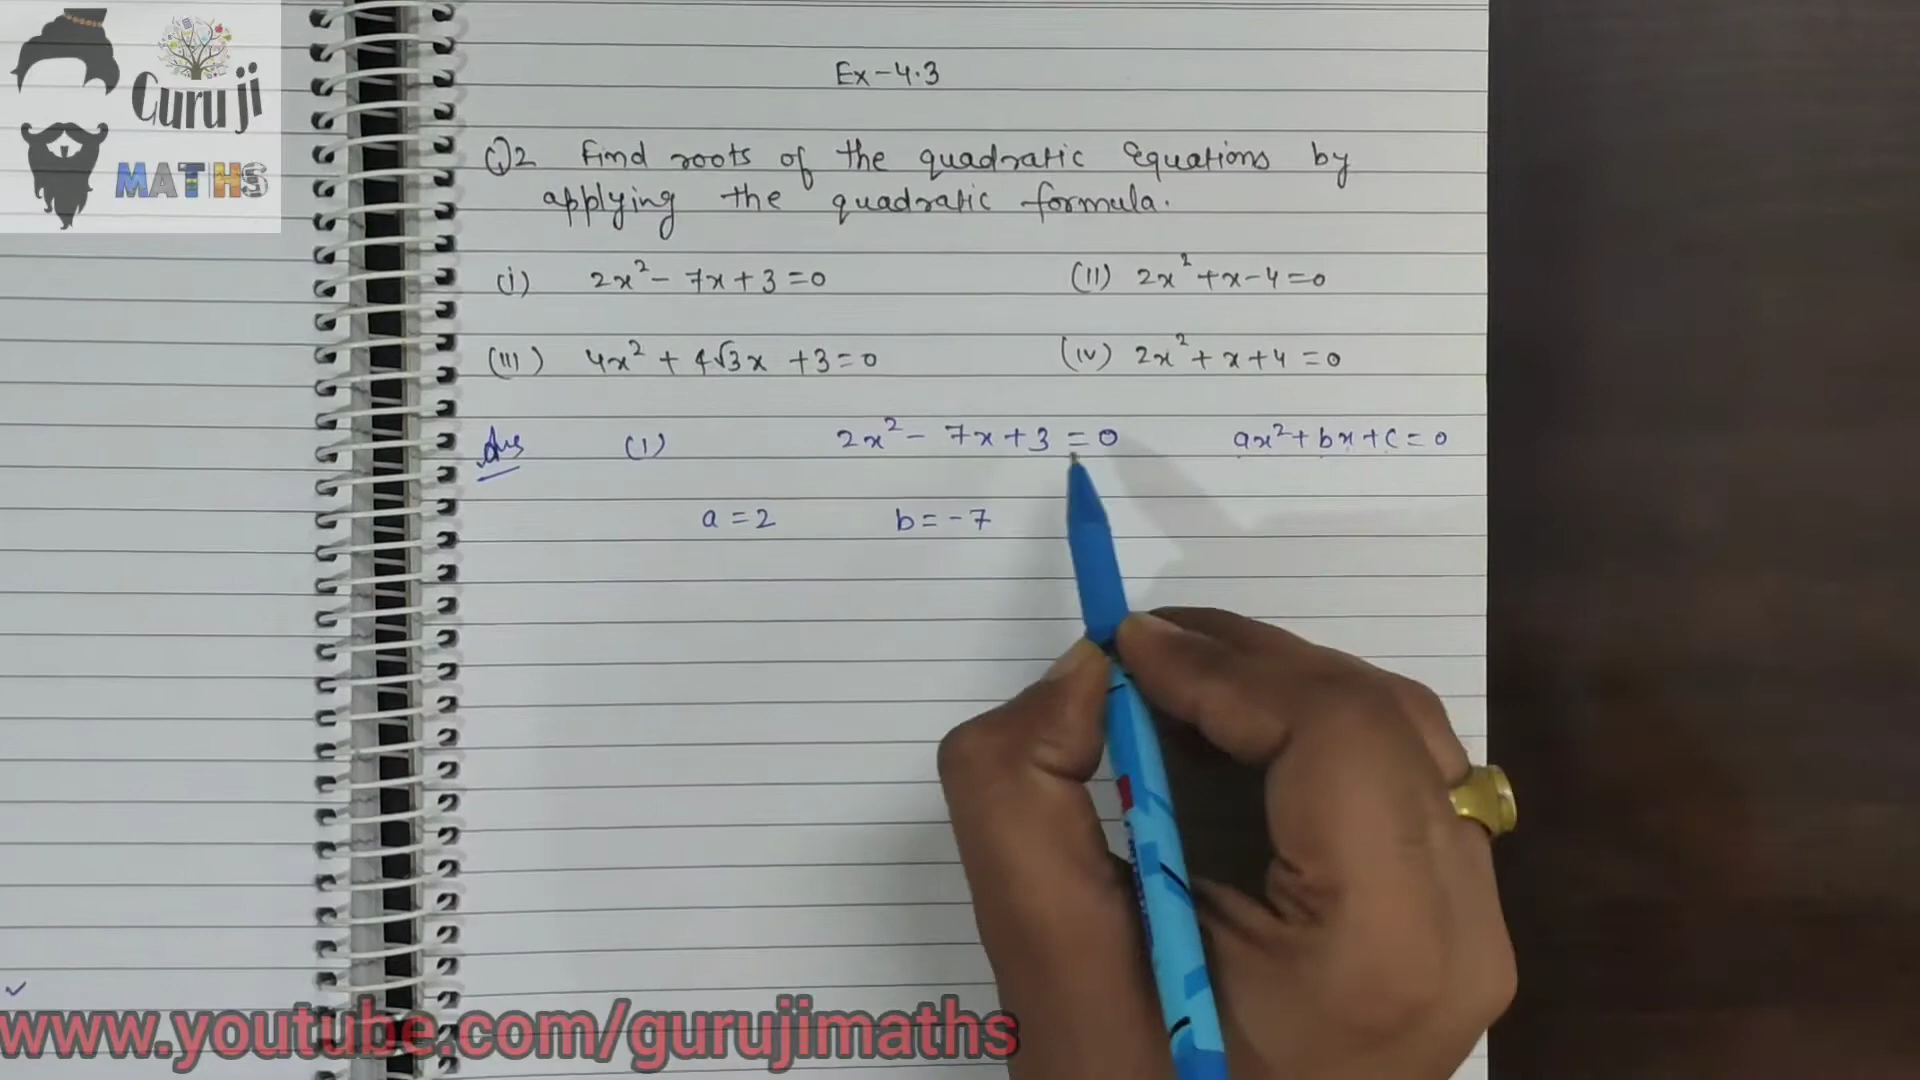 Guruji
MATHS
Ex-4.3
Q2 Find roots of the quadratic Equations by
applying the quadratic formula.
(i) 2x²- 7x+3=0 (II) 2x²+x-4=0
(III) 4x² + 4√3x +3=0 (iv) 2x²+x+4=0
Ans (1) 2x²- 7x+3=0 ax²+bx+c=0
a=2 b=-7
www.youtube.com/gurujimaths